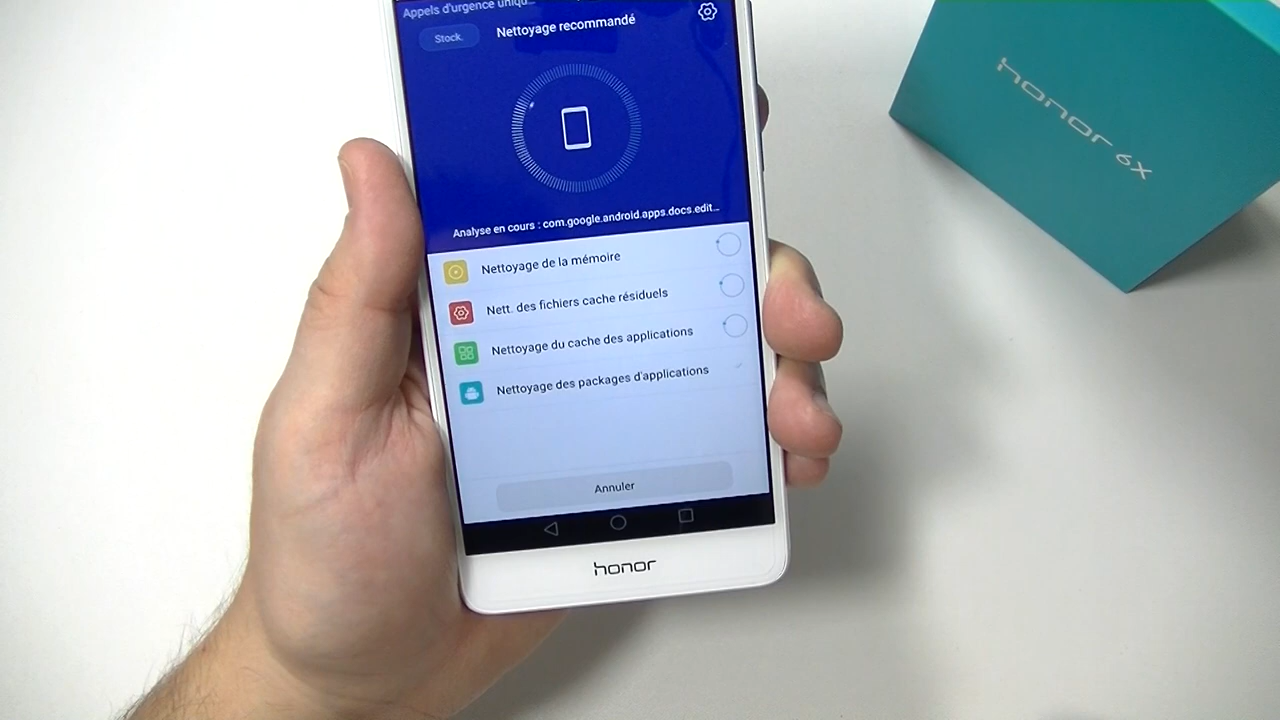 Appels d'urgence uniqu...
Stock.
Nettoyage recommandé
Analyse en cours : com.google.android.apps.docs.edit...
Nettoyage de la mémoire
Nett. des fichiers cache résiduels
Nettoyage du cache des applications
Nettoyage des packages d'applications
Annuler
honor
honor 6X